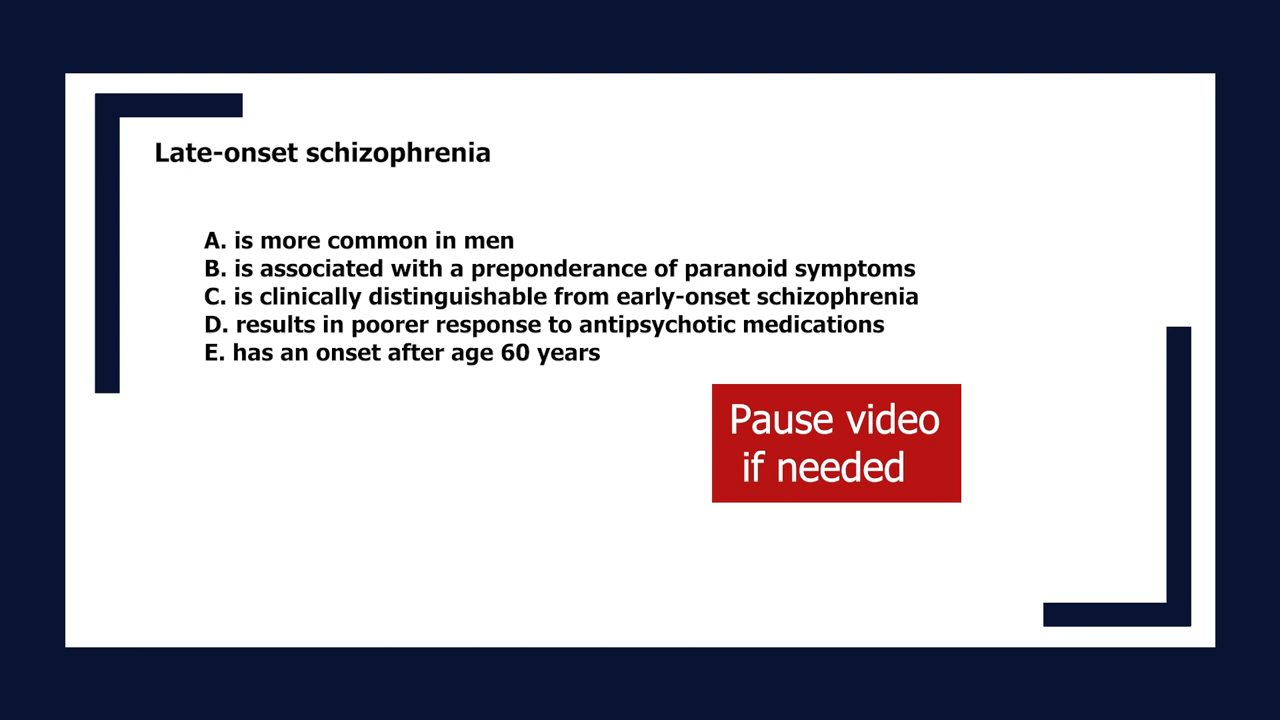 Late-onset schizophrenia
A. is more common in men
B. is associated with a preponderance of paranoid symptoms
C. is clinically distinguishable from early-onset schizophrenia
D. results in poorer response to antipsychotic medications
E. has an onset after age 60 years
Pause video
if needed